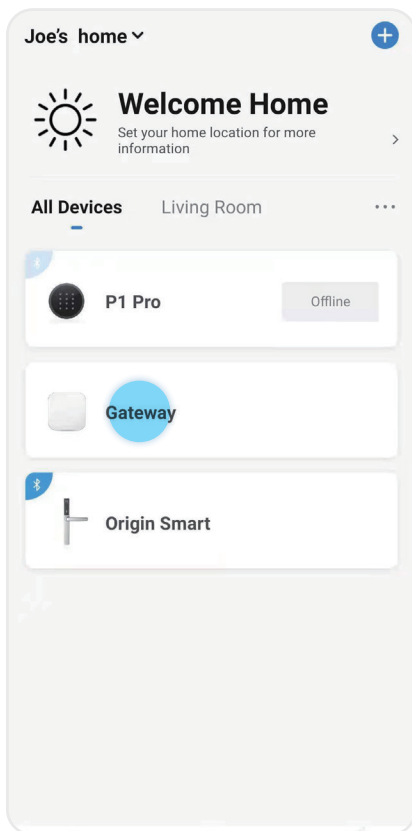 Joe's home
Welcome Home
Set your home location for more
information
All Devices Living Room
P1 Pro Offline
Gateway
Origin Smart